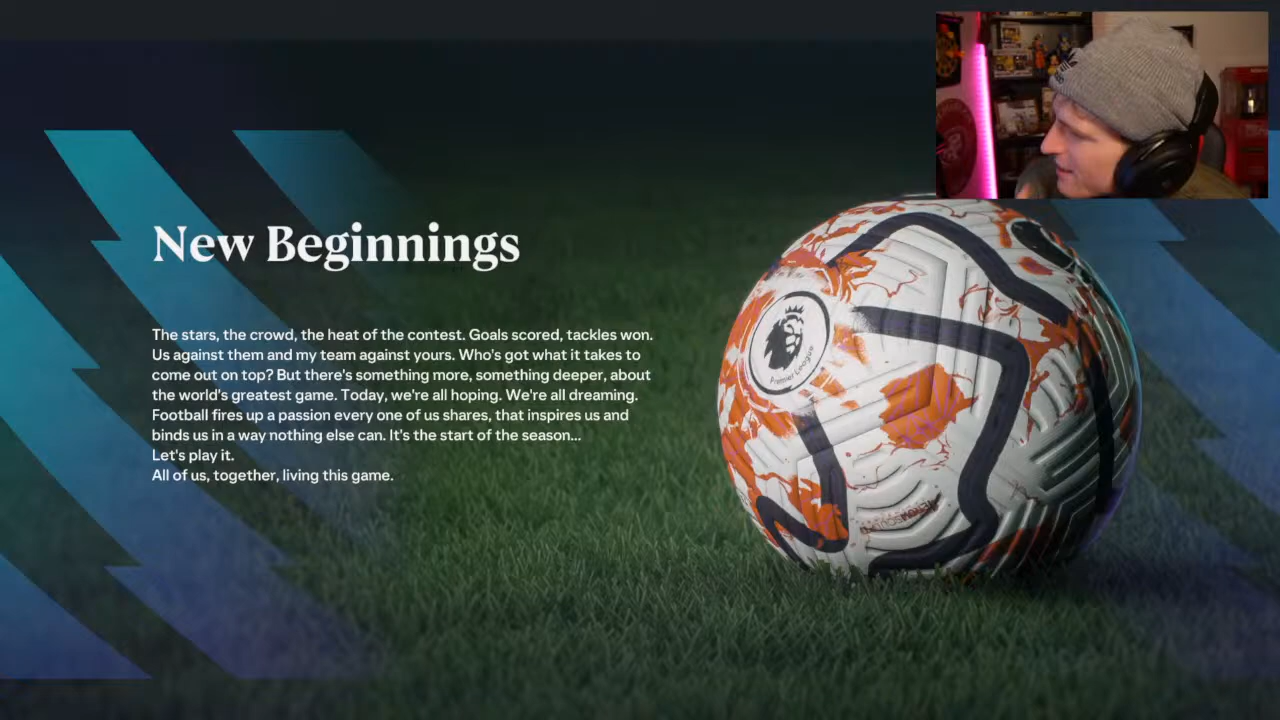 New Beginnings
The stars, the crowd, the heat of the contest. Goals scored, tackles won.
Us against them and my team against yours. Who's got what it takes to
come out on top? But there's something more, something deeper, about
the world's greatest game. Today, we're all hoping. We're all dreaming.
Football fires up a passion every one of us shares, that inspires us and
binds us in a way nothing else can. It's the start of the season...
Let's play it.
All of us, together, living this game.
Premier League